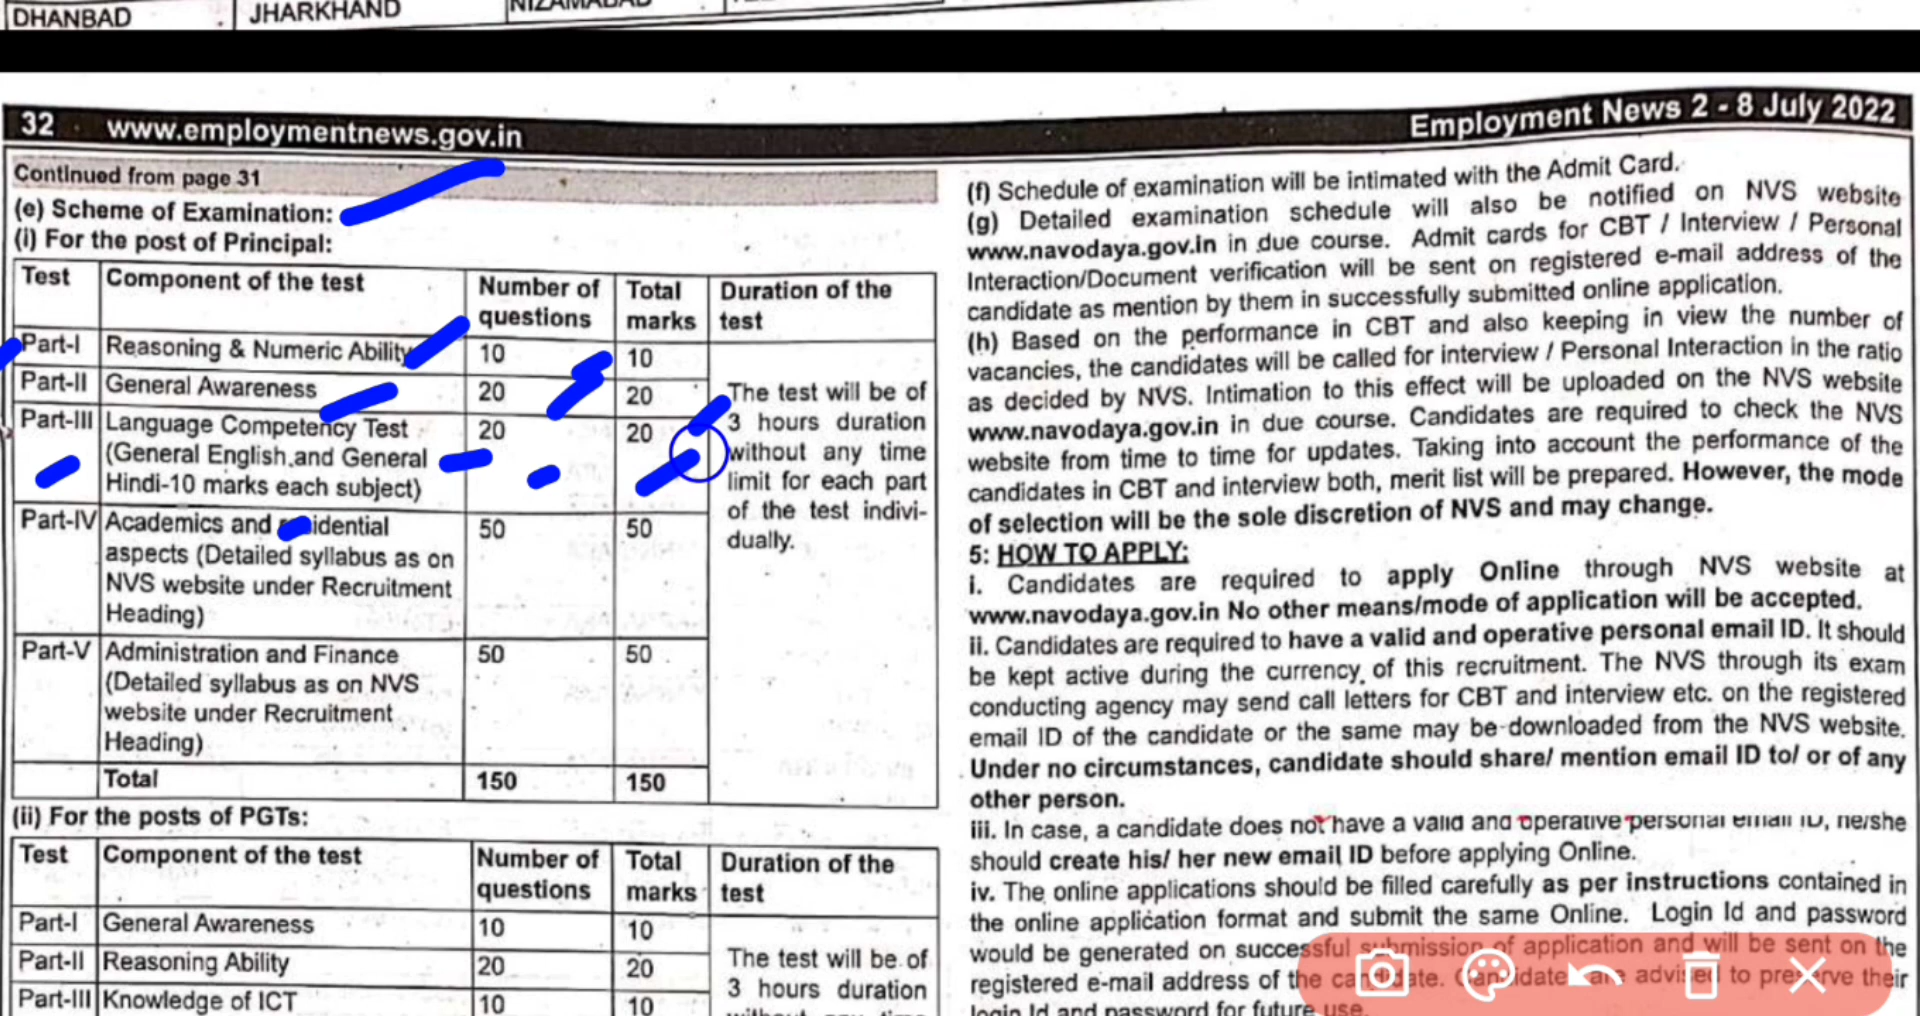 DHANBAD
JHARKHAND
NIZAMABAD
32 www.employmentnews.gov.in
Employment News 2 - 8 July 2022
Continued from page 31
(e) Scheme of Examination:
(i) For the post of Principal:
Test Component of the test Number of questions Total marks Duration of the test
Part-I Reasoning & Numeric Ability 10 10
Part-II General Awareness 20 20
Part-III Language Competency Test (General English and General Hindi-10 marks each subject) 20 20
Part-IV Academics and idential aspects (Detailed syllabus as on NVS website under Recruitment Heading) 50 50
Part-V Administration and Finance (Detailed syllabus as on NVS website under Recruitment Heading) 50 50
Total 150 150
The test will be of
3 hours duration
without any time
limit for each part
of the test indivi-
dually.
(ii) For the posts of PGTs:
Test Component of the test Number of questions Total marks Duration of the test
Part-I General Awareness 10 10
Part-II Reasoning Ability 20 20
Part-III Knowledge of ICT 10 10
The test will be of
3 hours duration
without any time
(f) Schedule of examination will be intimated with the Admit Card.
(g) Detailed examination schedule will also be notified on NVS website
www.navodaya.gov.in in due course. Admit cards for CBT / Interview / Personal
Interaction/Document verification will be sent on registered e-mail address of the
candidate as mention by them in successfully submitted online application.
(h) Based on the performance in CBT and also keeping in view the number of
vacancies, the candidates will be called for interview / Personal Interaction in the ratio
as decided by NVS. Intimation to this effect will be uploaded on the NVS website
www.navodaya.gov.in in due course. Candidates are required to check the NVS
website from time to time for updates. Taking into account the performance of the
candidates in CBT and interview both, merit list will be prepared. However, the mode
of selection will be the sole discretion of NVS and may change.
5: HOW TO APPLY:
i. Candidates are required to apply Online through NVS website at
www.navodaya.gov.in No other means/mode of application will be accepted.
ii. Candidates are required to have a valid and operative personal email ID. It should
be kept active during the currency of this recruitment. The NVS through its exam
conducting agency may send call letters for CBT and interview etc. on the registered
email ID of the candidate or the same may be downloaded from the NVS website.
Under no circumstances, candidate should share/ mention email ID to/ or of any
other person.
iii. In case, a candidate does not have a valid and operative personal email ID, he/she
should create his/ her new email ID before applying Online.
iv. The online applications should be filled carefully as per instructions contained in
the online application format and submit the same Online. Login Id and password
would be generated on successful submission of application and will be sent on the
registered e-mail address of the candidate. Candidates are advised to preserve their
login Id and password for future use.